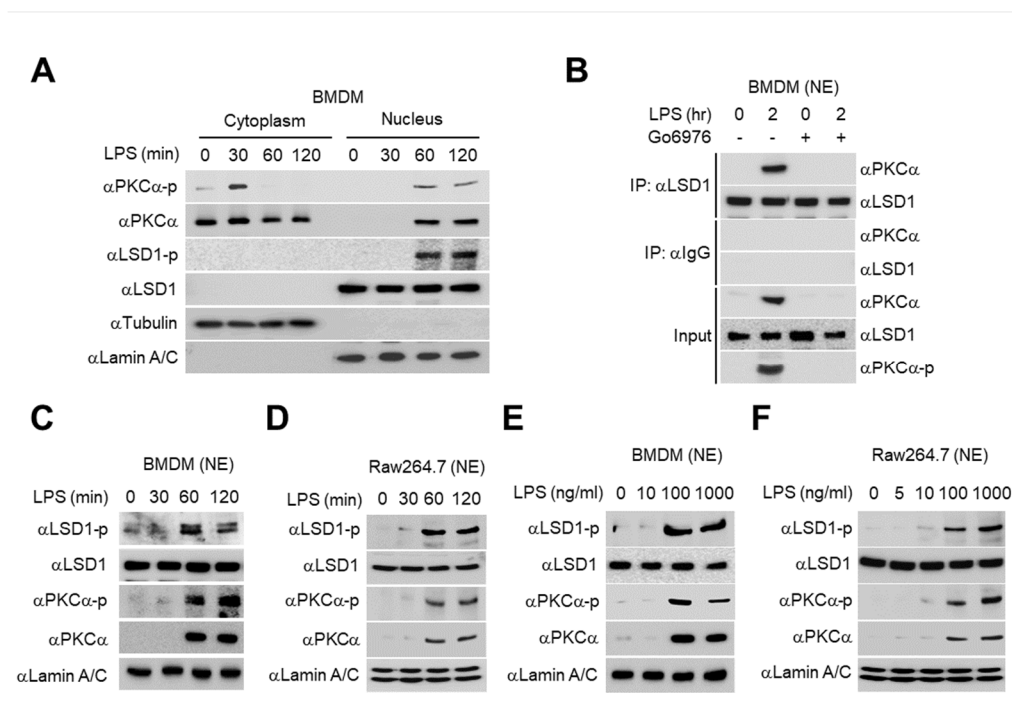 A
BMDM
Cytoplasm Nucleus
LPS (min) 0 30 60 120 0 30 60 120
αPKCα-p
αPKCα
αLSD1-p
αLSD1
αTubulin
αLamin A/C
B
BMDM (NE)
LPS (hr) 0 2 0 2
Go6976 - - + +
IP: αLSD1 αPKCα
αLSD1
IP: αIgG αPKCα
αLSD1
Input αPKCα
αLSD1
αPKCα-p
C
BMDM (NE)
LPS (min) 0 30 60 120
αLSD1-p
αLSD1
αPKCα-p
αPKCα
αLamin A/C
D
Raw264.7 (NE)
LPS (min) 0 30 60 120
αLSD1-p
αLSD1
αPKCα-p
αPKCα
αLamin A/C
E
BMDM (NE)
LPS (ng/ml) 0 10 100 1000
αLSD1-p
αLSD1
αPKCα-p
αPKCα
αLamin A/C
F
Raw264.7 (NE)
LPS (ng/ml) 0 5 10 100 1000
αLSD1-p
αLSD1
αPKCα-p
αPKCα
αLamin A/C